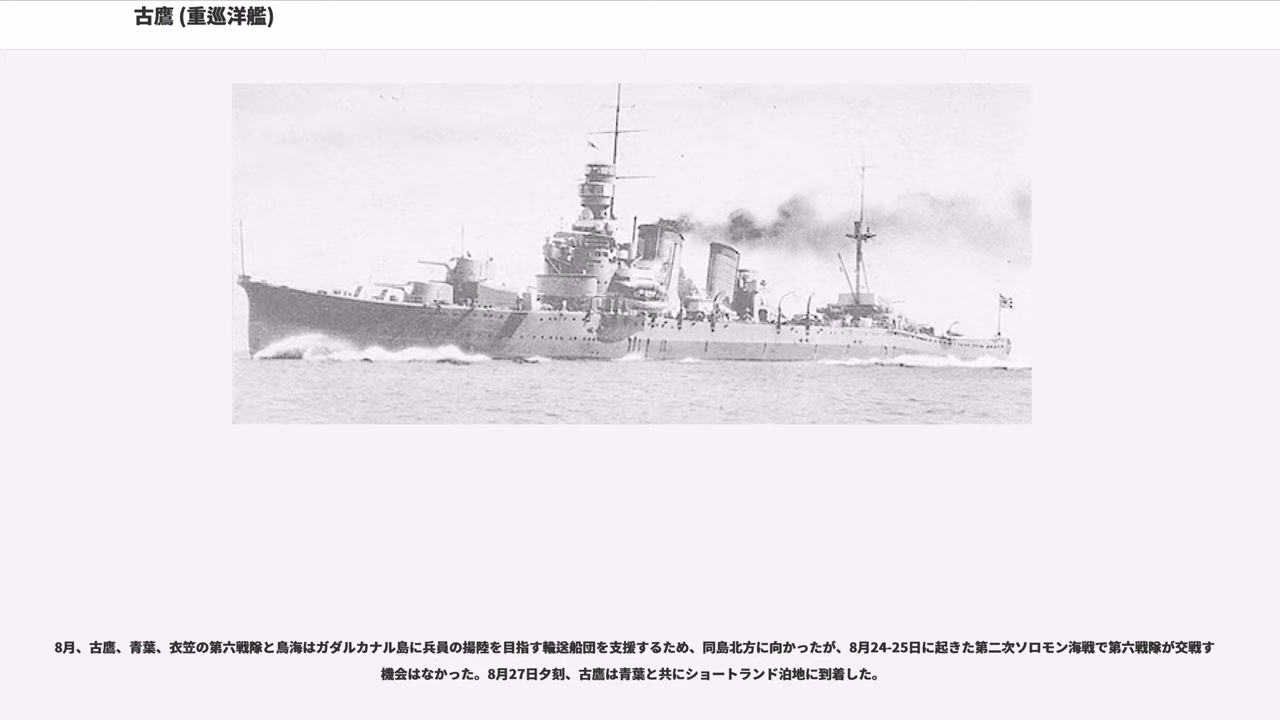 古鷹 (重巡洋艦)
8月、古鷹、青葉、衣笠の第六戦隊と鳥海はガダルカナル島に兵員の揚陸を目指す輸送船団を支援するため、同島北方に向かったが、8月24-25日に起きた第二次ソロモン海戦で第六戦隊が交戦す
機会はなかった。8月27日夕刻、古鷹は青葉と共にショートランド泊地に到着した。